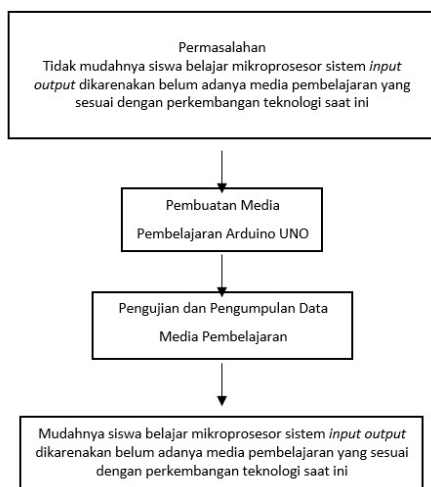 Permasalahan
Tidak mudahnya siswa belajar mikroprosesor sistem input
output dikarenakan belum adanya media pembelajaran yang
sesuai dengan perkembangan teknologi saat ini
Pembuatan Media
Pembelajaran Arduino UNO
Pengujian dan Pengumpulan Data
Media Pembelajaran
Mudahnya siswa belajar mikroprosesor sistem input output
dikarenakan belum adanya media pembelajaran yang sesuai
dengan perkembangan teknologi saat ini